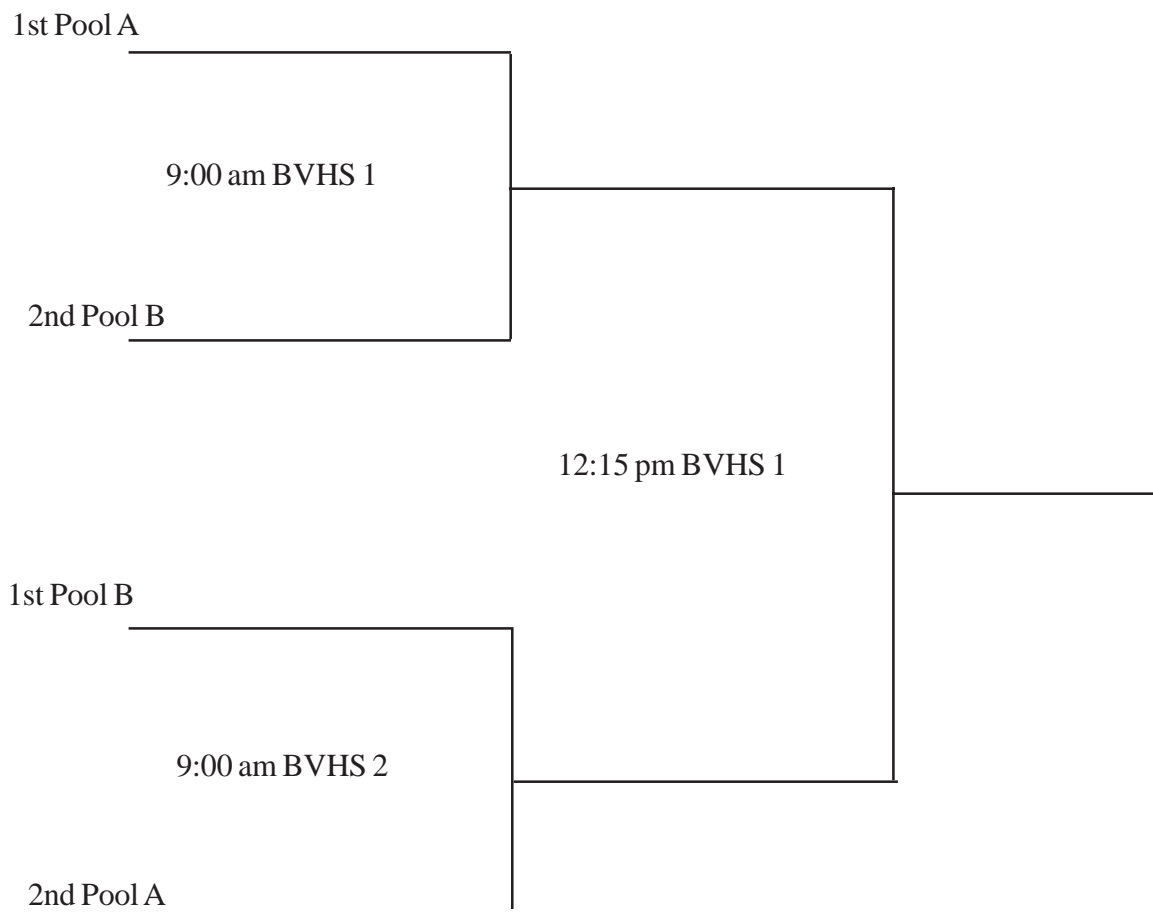 1st Pool A
9:00 am BVHS 1
2nd Pool B
12:15 pm BVHS 1
1st Pool B
9:00 am BVHS 2
2nd Pool A